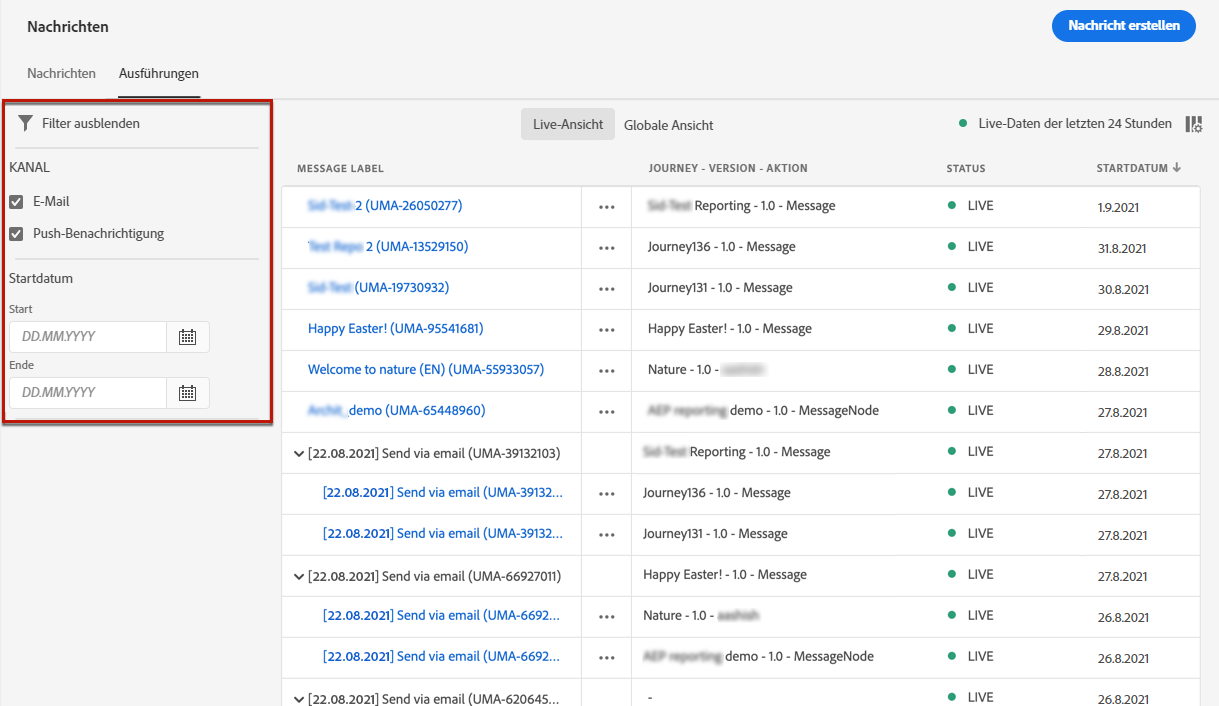 Nachrichten
Nachricht erstellen
Nachrichten Ausführungen
Filter ausblenden
KANAL
E-Mail
Push-Benachrichtigung
Startdatum
Start
DD.MM.YYYY
Ende
DD.MM.YYYY
Live-Ansicht Globale Ansicht Live-Daten der letzten 24 Stunden
MESSAGE LABEL JOURNEY - VERSION - AKTION STATUS STARTDATUM
2 (UMA-26050277) Reporting - 1.0 - Message LIVE 1.9.2021
2 (UMA-13529150) Journey136 - 1.0 - Message LIVE 31.8.2021
(UMA-19730932) Journey131 - 1.0 - Message LIVE 30.8.2021
Happy Easter! (UMA-95541681) Happy Easter! - 1.0 - Message LIVE 29.8.2021
Welcome to nature (EN) (UMA-55933057) Nature - 1.0 - LIVE 28.8.2021
demo (UMA-65448960) demo - 1.0 - MessageNode LIVE 27.8.2021
[22.08.2021] Send via email (UMA-39132103) Reporting - 1.0 - Message LIVE 27.8.2021
[22.08.2021] Send via email (UMA-39132... Journey136 - 1.0 - Message LIVE 27.8.2021
[22.08.2021] Send via email (UMA-39132... Journey131 - 1.0 - Message LIVE 27.8.2021
[22.08.2021] Send via email (UMA-66927011) Happy Easter! - 1.0 - Message LIVE 27.8.2021
[22.08.2021] Send via email (UMA-6692... Nature - 1.0 - LIVE 26.8.2021
[22.08.2021] Send via email (UMA-6692... demo - 1.0 - MessageNode LIVE 26.8.2021
[22.08.2021] Send via email (UMA-620645... - LIVE 26.8.2021